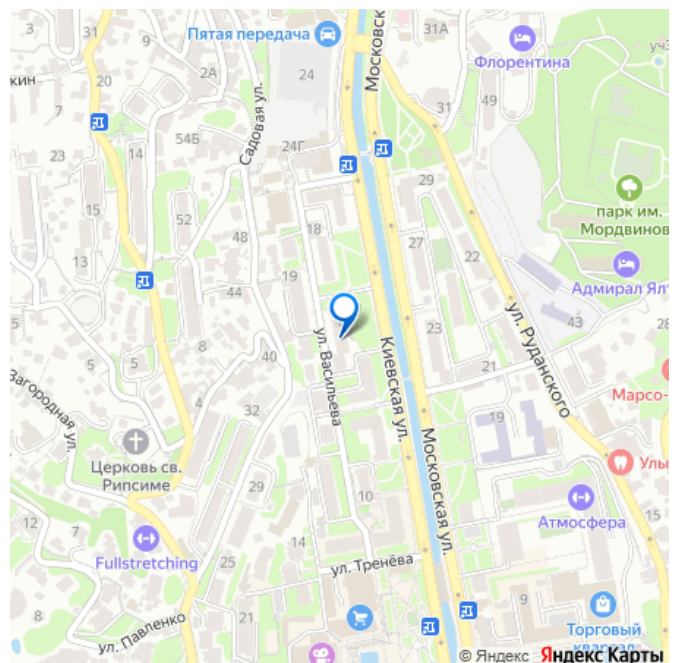 Московск
Пятая передача
3
31
9
31А
Флорентина
уч3
кин
20
2А
24
7
31
49
54Б
Садовая ул.
24Г
23
14
29
парк им.
Мордвинов
15
52
18
27
22
48
13
19
Адмирал Ялт
5
44
ул. Руданского
43
28
5
8
23
40
ул. Васильева
Киевская ул.
21
Марсо-
Загородная ул.
4
32
19
Церковь св.
Рипсиме
Улы
29
10
Московская ул.
Атмосфера
12
7
14
15
Fullstretching
25
ул. Тренёва
8
ул. Павленко
21
9
Торговый
квартал
© Яндекс Яндекс Карты